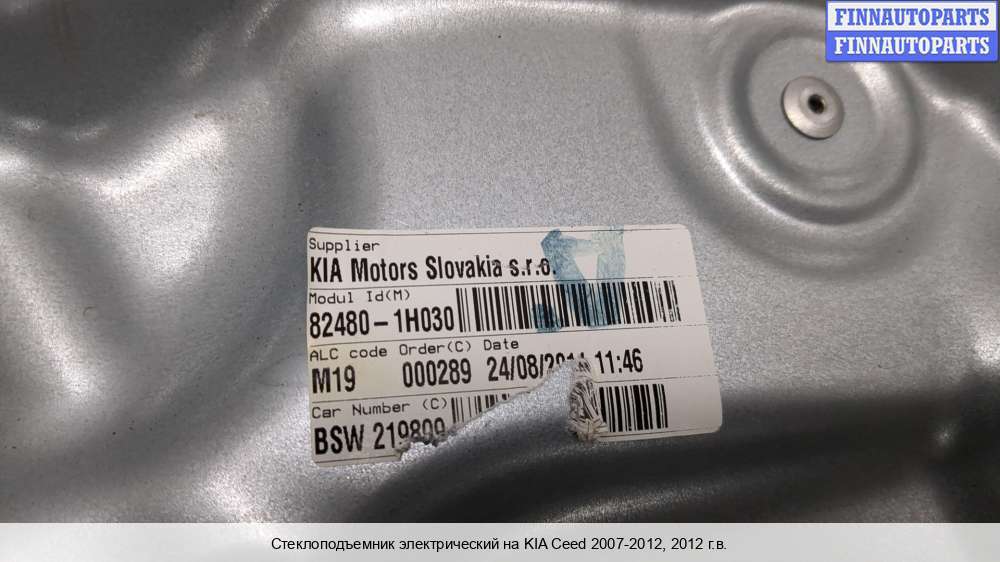 FINNAUTOPARTS
FINNAUTOPARTS
Supplier
KIA Motors Slovakia s.r.o.
Modul Id(M)
82480-1H030
ALC code Order(C) Date
M19 000289 11:46
Car Number (C)
BSW
Стеклоподъемник электрический на KIA Ceed 2007-2012, 2012 г.в.